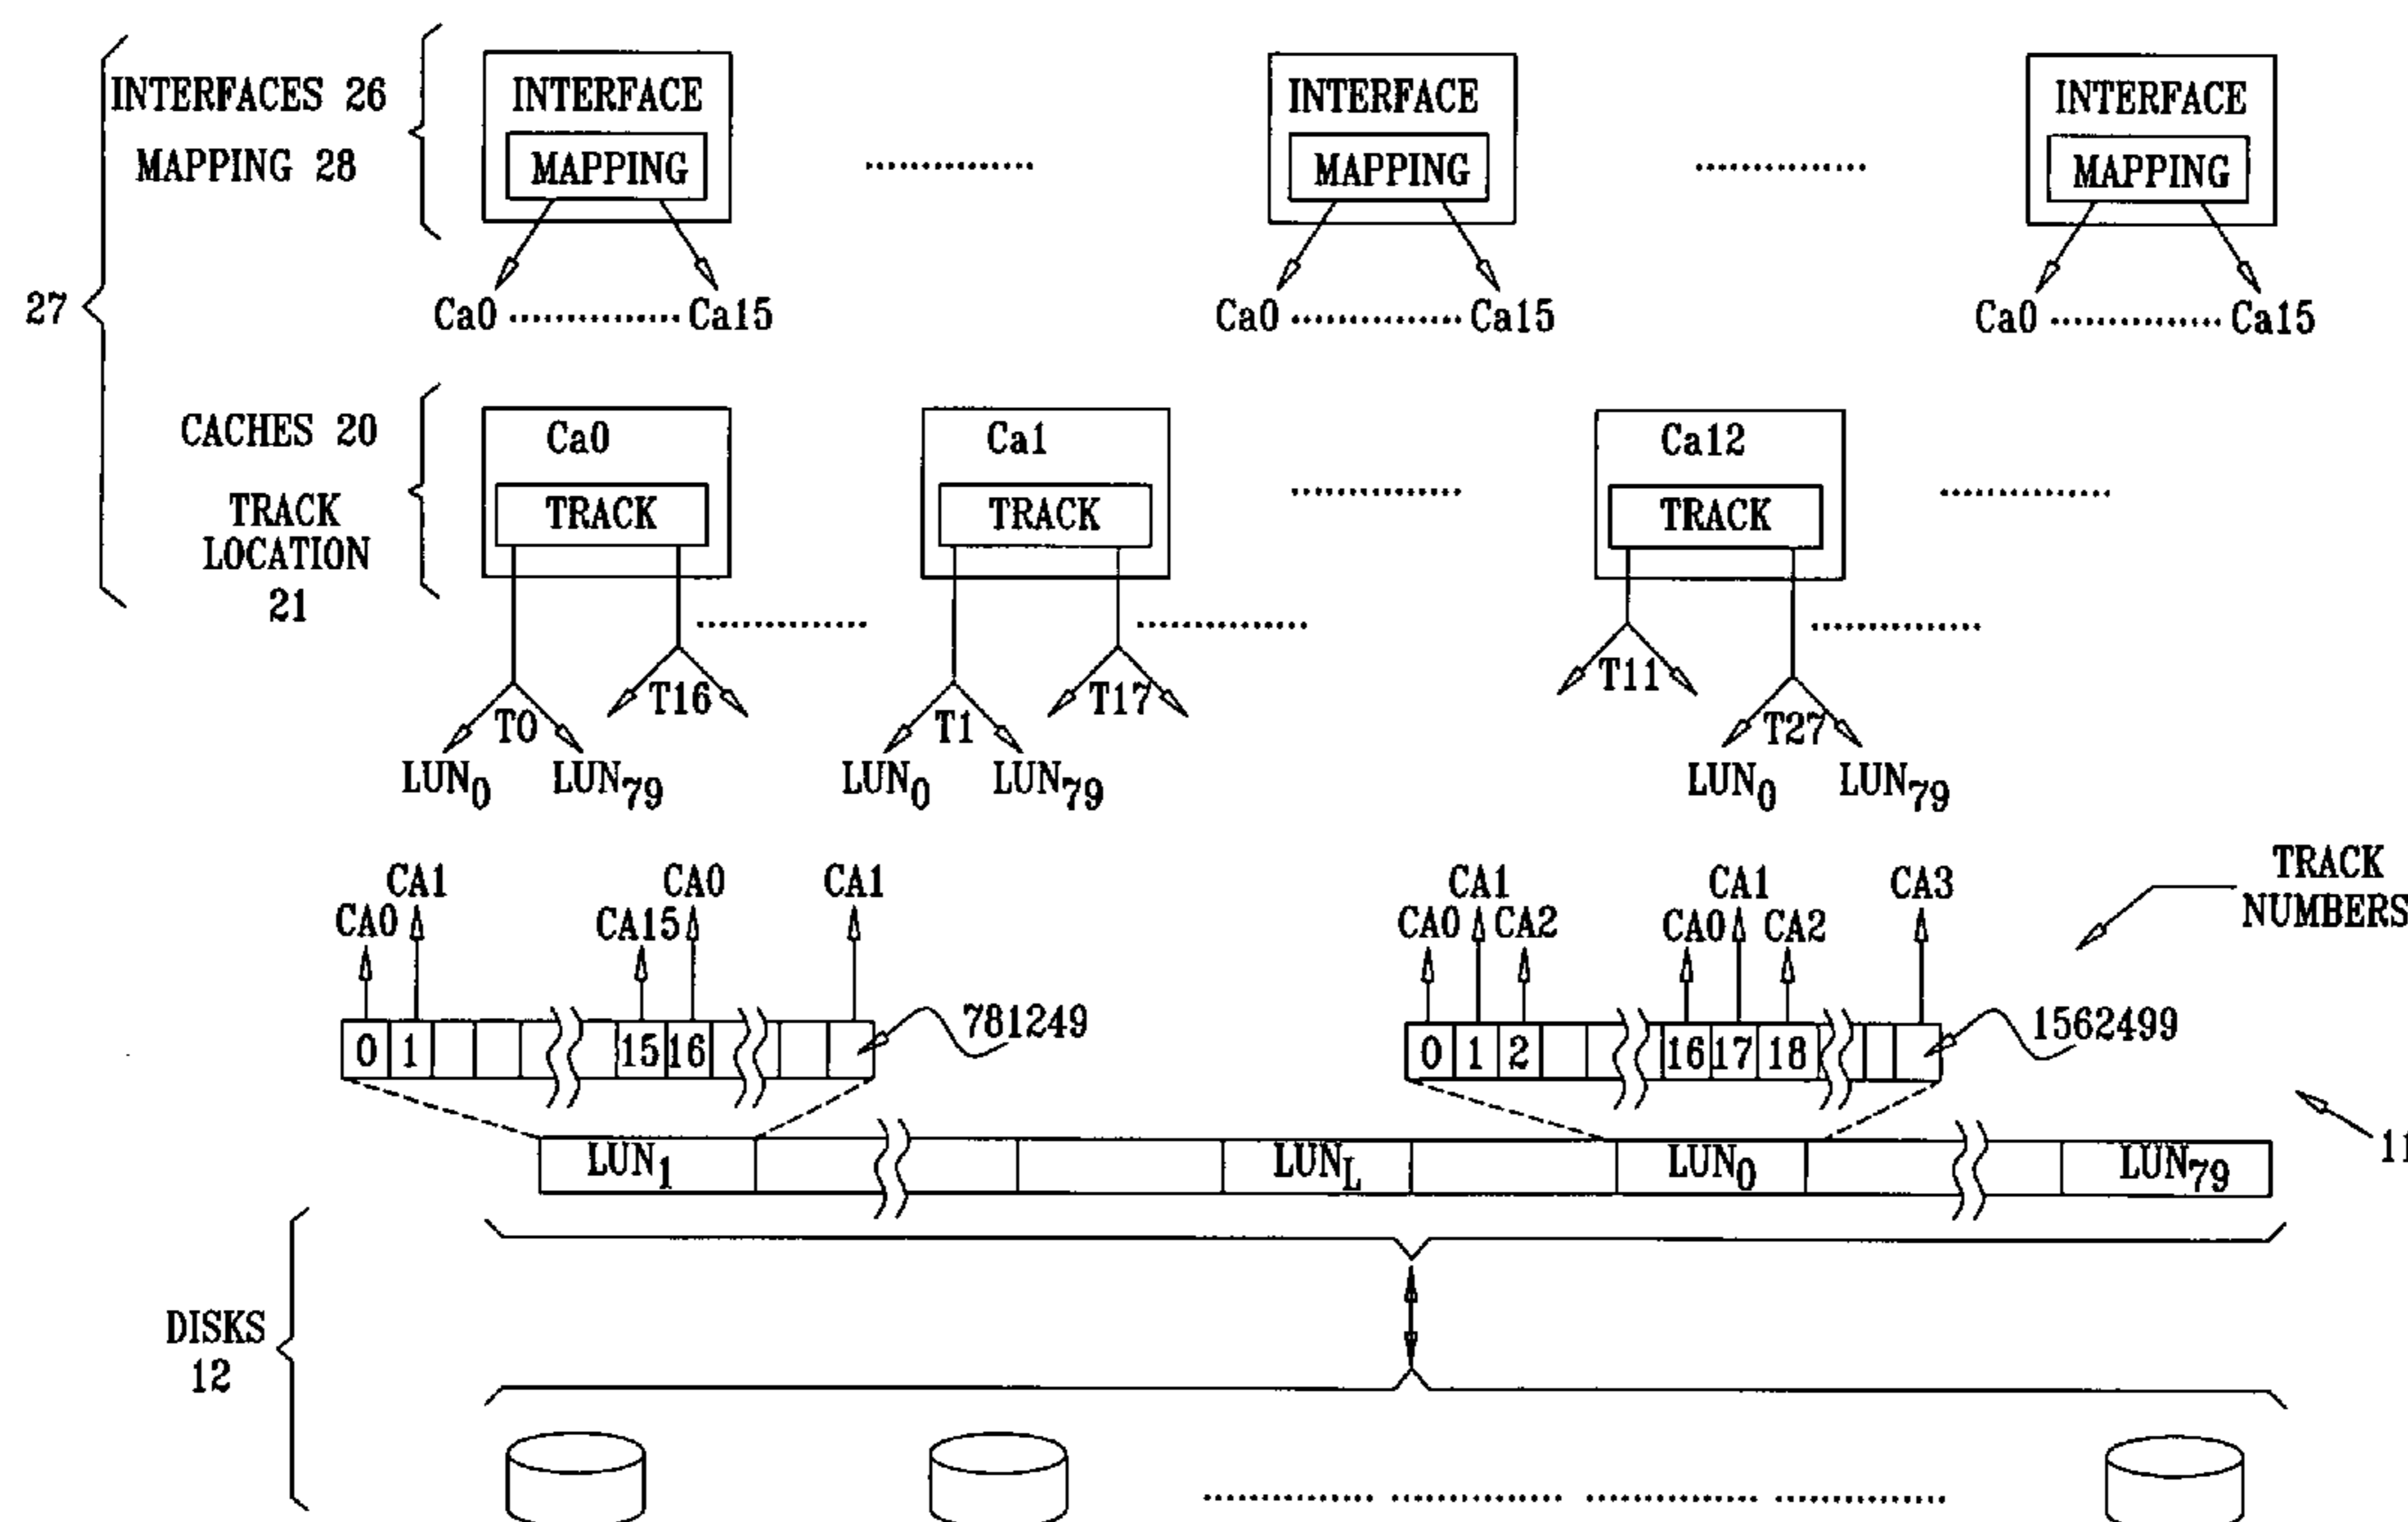 INTERFACES 26
MAPPING 28
INTERFACE
MAPPING
INTERFACE
MAPPING
INTERFACE
MAPPING
27
Ca0 Ca15
Ca0 Ca15
Ca0 Ca15
CACHES 20
TRACK
LOCATION
21
Ca0
TRACK
Ca1
TRACK
Ca12
TRACK
T0
T16
T1
T17
T11
T27
LUN0 LUN79
LUN0 LUN79
LUN0 LUN79
CA0 CA1 CA15 CA0 CA1
CA0 CA1 CA2 CA0 CA1 CA2 CA3
TRACK
NUMBERS
0 1 15 16
781249
0 1 2 16 17 18
1562499
LUN1 LUNL LUN0 LUN79
11
DISKS
12